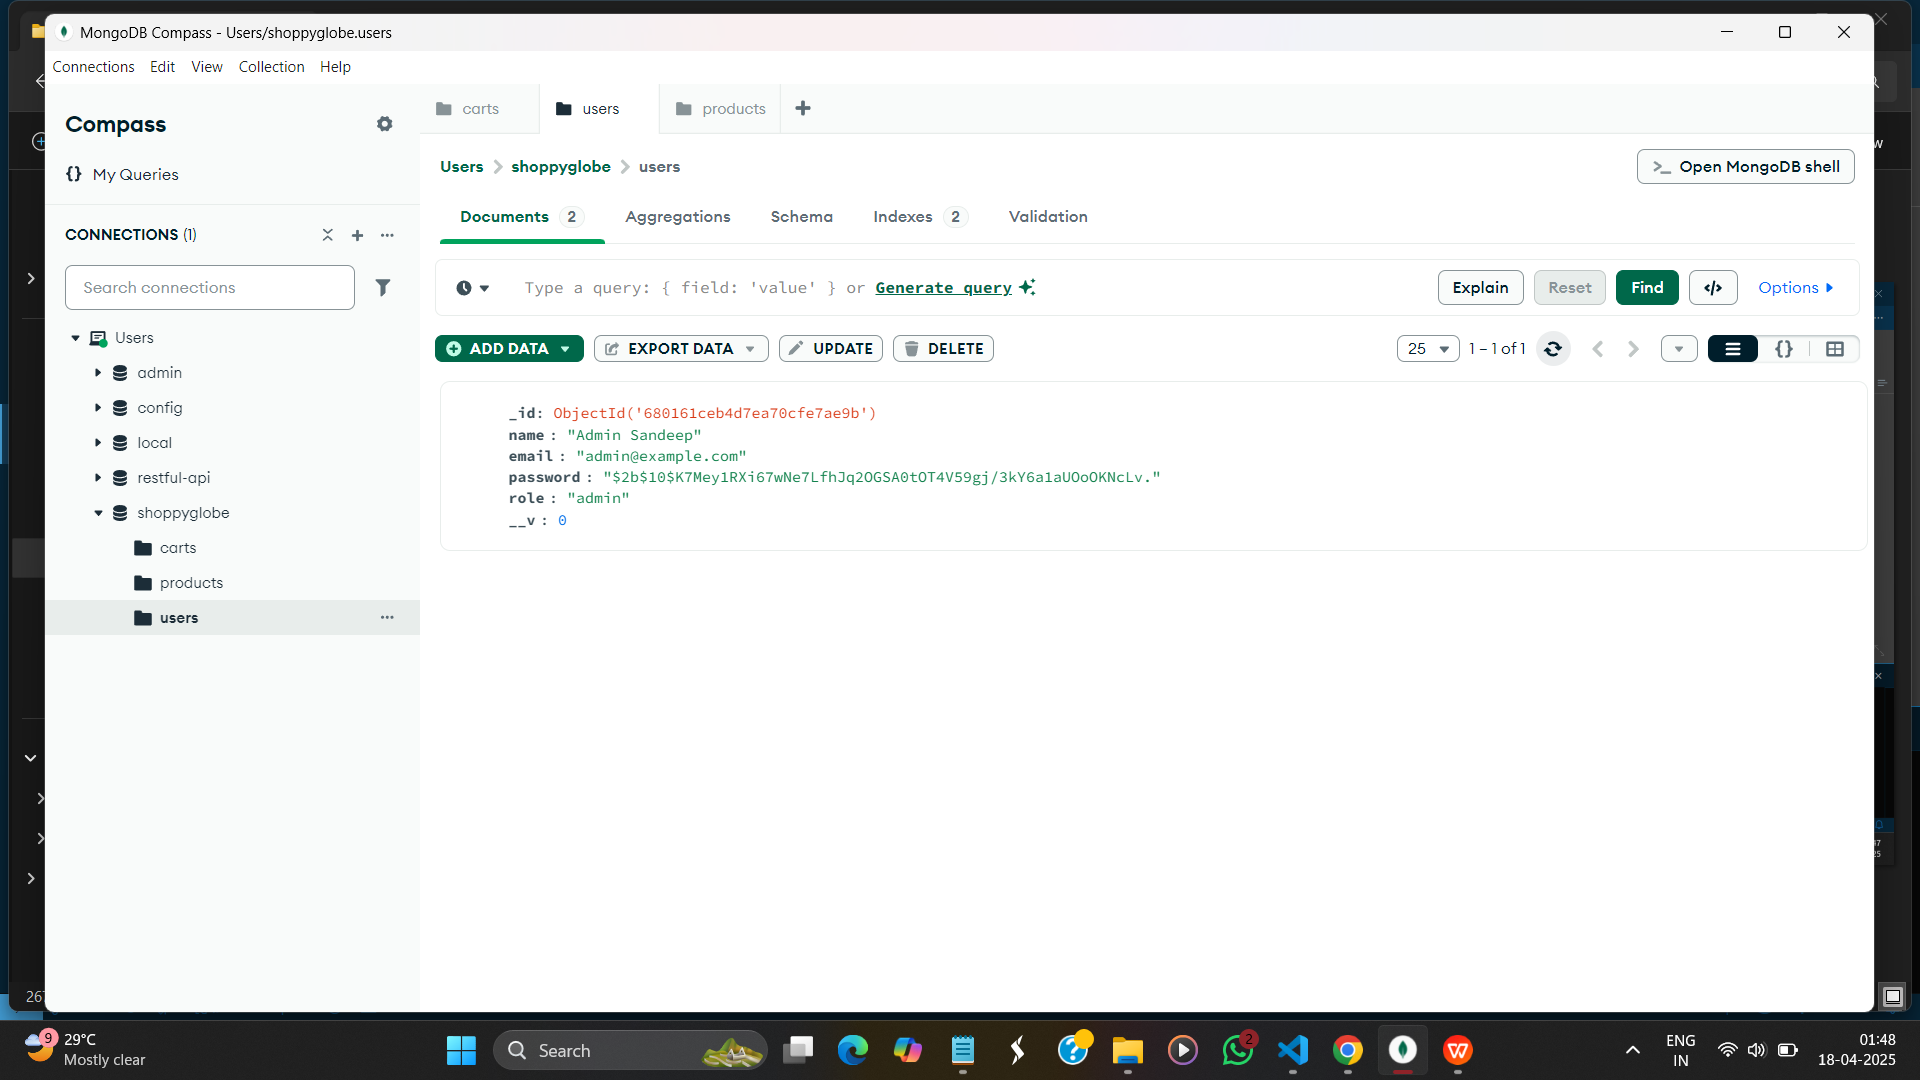 MongoDB Compass - Users/shoppyglobe.users
Connections Edit View Collection Help
Compass
My Queries
CONNECTIONS (1)
Search connections
Users
admin
config
local
restful-api
shoppyglobe
carts
products
users
carts users products
Users shoppyglobe users
>_ Open MongoDB shell
Documents 2 Aggregations Schema Indexes 2 Validation
Type a query: { field: 'value' } or Generate query
Explain Reset Find </> Options
ADD DATA EXPORT DATA UPDATE DELETE
25 1 – 1 of 1
_id: ObjectId('680161ceb4d7ea70cfe7ae9b')
name : "Admin Sandeep"
email : "admin@example.com"
password : "$2b$10$K7Mey1RXi67wNe7LfhJq2OGSA0tOT4V59gj/3kY6a1aUOoOKNcLv."
role : "admin"
__v : 0
267
9 29°C
Mostly clear
Search
2
ENG
IN
01:48
18-04-2025